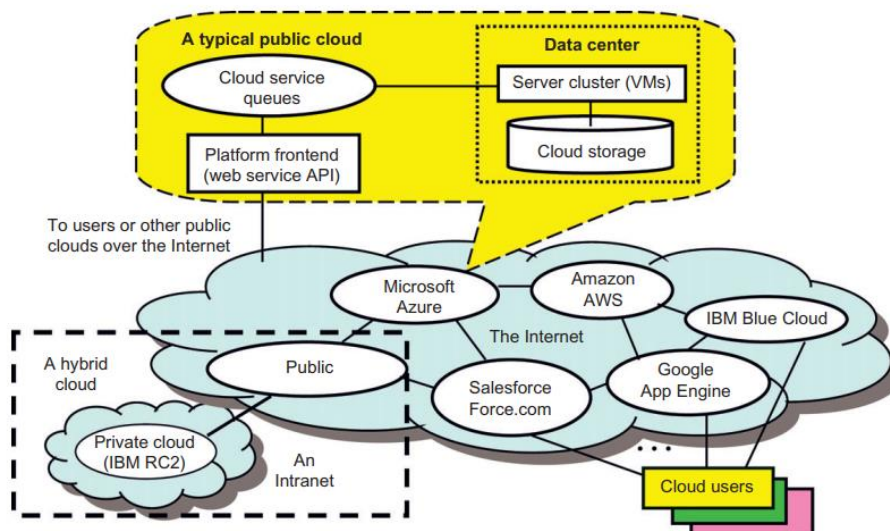 A typical public cloud
Data center
Cloud service
queues
Server cluster (VMs)
Platform frontend
(web service API)
Cloud storage
To users or other public
clouds over the Internet
Microsoft
Azure
Amazon
AWS
IBM Blue Cloud
The Internet
A hybrid
cloud
Public
Salesforce
Force.com
Google
App Engine
Private cloud
(IBM RC2)
An
Intranet
...
Cloud users